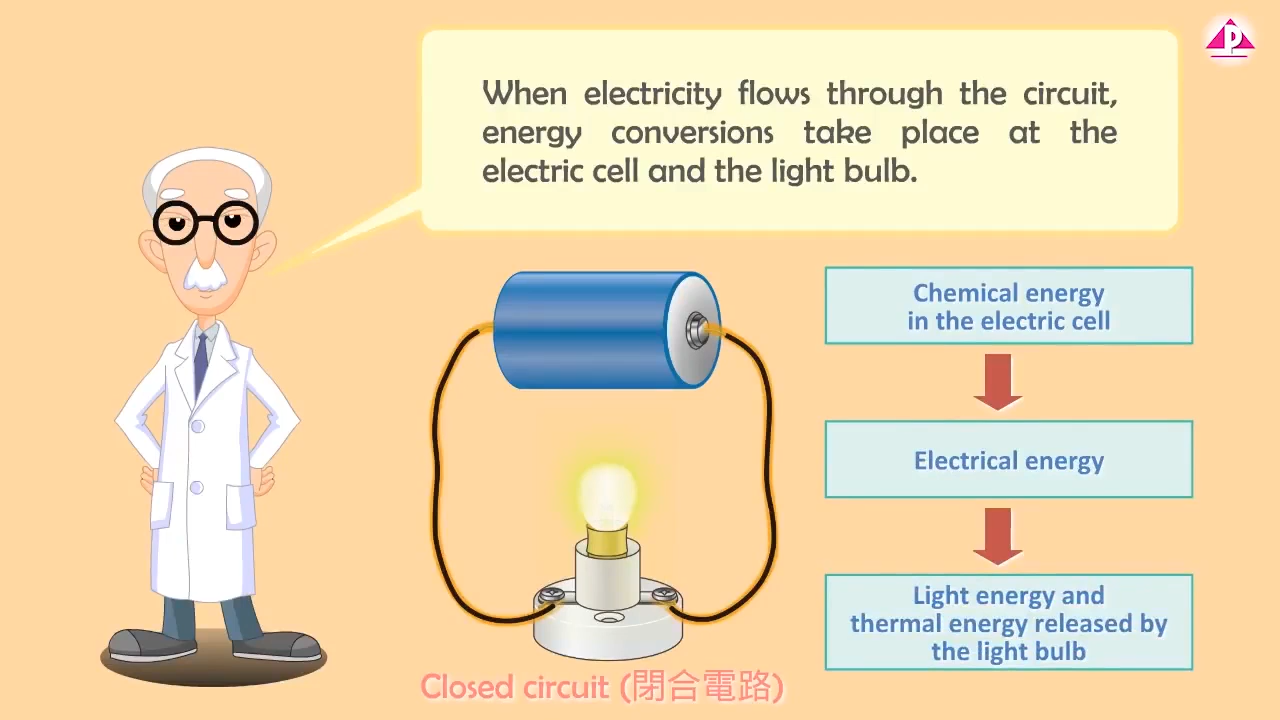 P
When electricity flows through the circuit,
energy conversions take place at the
electric cell and the light bulb.
Chemical energy
in the electric cell
Electrical energy
Light energy and
thermal energy released by
the light bulb
Closed circuit (閉合電路)